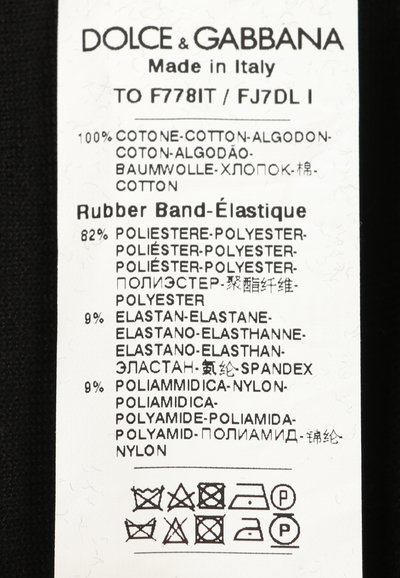 DOLCE & GABBANA
Made in Italy
TO F778IT / FJ7DL I
100% COTONE-COTTON-ALGODON-
COTON-ALGODÃO-
BAUMWOLLE-ХЛОПОК-棉-
COTTON
Rubber Band-Élastique
82% POLIESTERE-POLYESTER-
POLIÉSTER-POLYESTER-
POLIÉSTER-POLYESTER-
ПОЛИЭСТЕР-聚酯纤维-
POLYESTER
9% ELASTAN-ELASTANE-
ELASTANO-ELASTHANNE-
ELASTANO-ELASTHAN-
ЭЛАСТАН-氨纶-SPANDEX
9% POLIAMMIDICA-NYLON-
POLIAMIDICA-
POLYAMIDE-POLIAMIDA-
POLYAMID-ПОЛИАМИД-锦纶-
NYLON
P
P